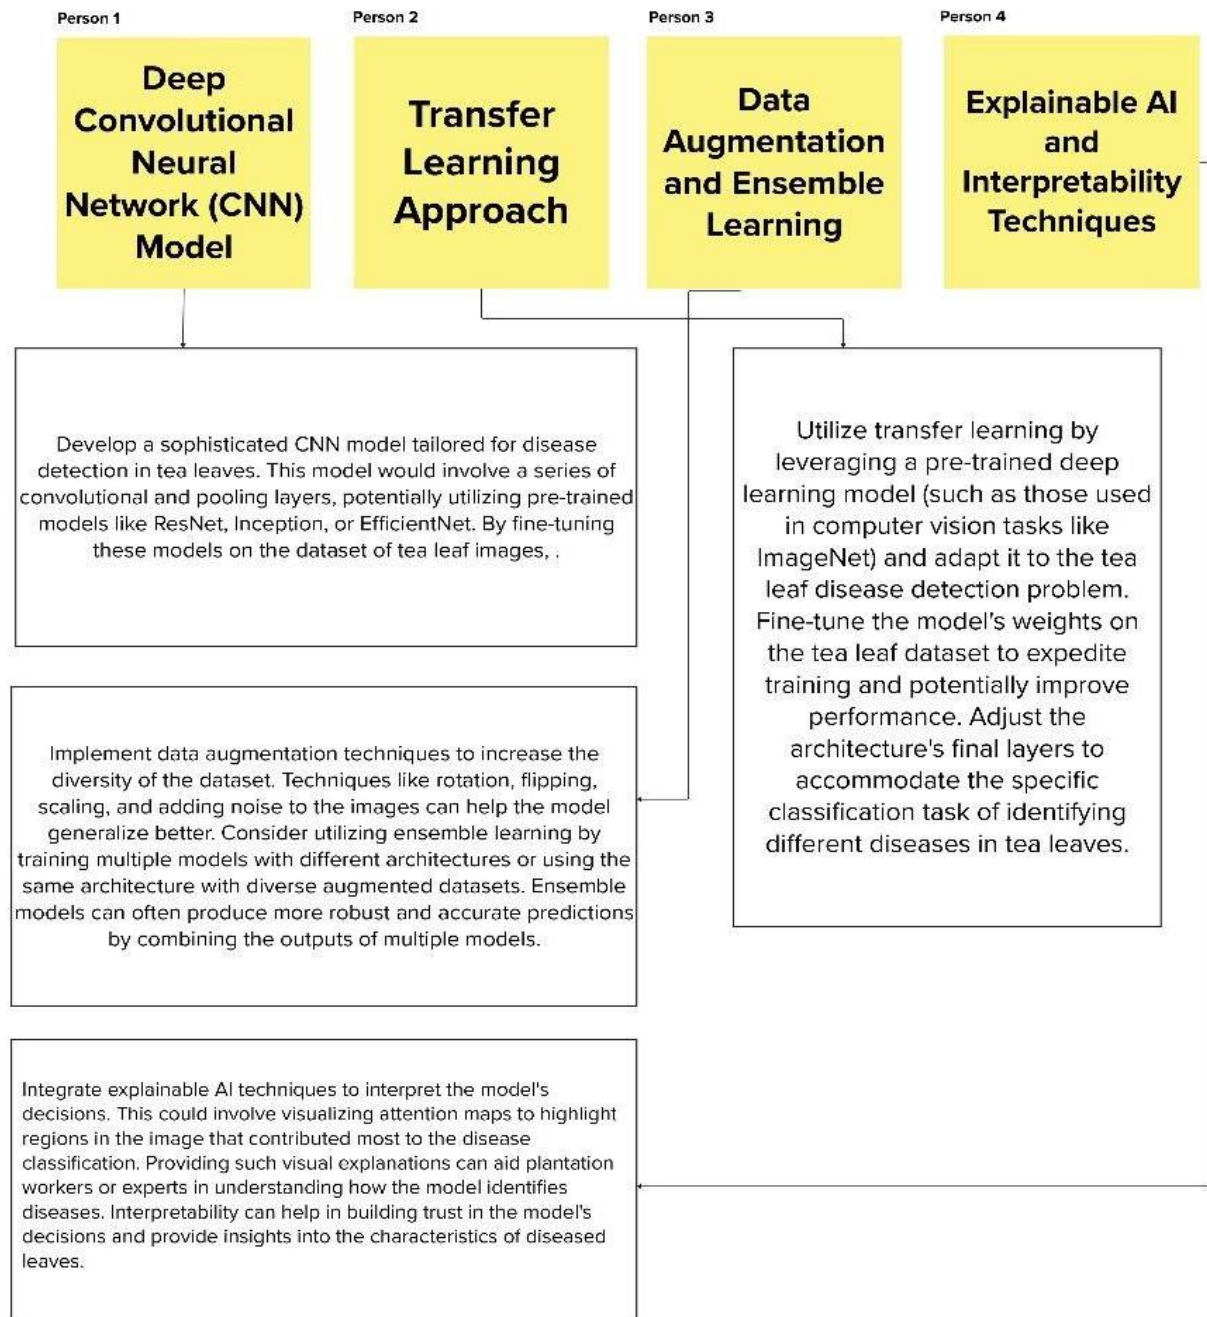 Person 1
Person 2
Person 3
Person 4
Deep
Convolutional
Neural
Network (CNN)
Model
Transfer
Learning
Approach
Data
Augmentation
and Ensemble
Learning
Explainable AI
and
Interpretability
Techniques
Develop a sophisticated CNN model tailored for disease
detection in tea leaves. This model would involve a series of
convolutional and pooling layers, potentially utilizing pre-trained
models like ResNet, Inception, or EfficientNet. By fine-tuning
these models on the dataset of tea leaf images, .
Utilize transfer learning by
leveraging a pre-trained deep
learning model (such as those used
in computer vision tasks like
ImageNet) and adapt it to the tea
leaf disease detection problem.
Fine-tune the model's weights on
the tea leaf dataset to expedite
training and potentially improve
performance. Adjust the
architecture's final layers to
accommodate the specific
classification task of identifying
different diseases in tea leaves.
Implement data augmentation techniques to increase the
diversity of the dataset. Techniques like rotation, flipping,
scaling, and adding noise to the images can help the model
generalize better. Consider utilizing ensemble learning by
training multiple models with different architectures or using the
same architecture with diverse augmented datasets. Ensemble
models can often produce more robust and accurate predictions
by combining the outputs of multiple models.
Integrate explainable AI techniques to interpret the model's
decisions. This could involve visualizing attention maps to highlight
regions in the image that contributed most to the disease
classification. Providing such visual explanations can aid plantation
workers or experts in understanding how the model identifies
diseases. Interpretability can help in building trust in the model's
decisions and provide insights into the characteristics of diseased
leaves.